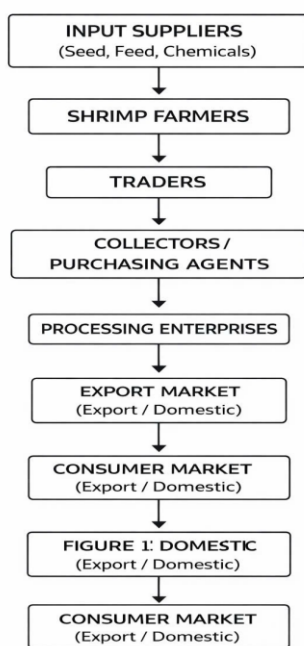 INPUT SUPPLIERS
(Seed, Feed, Chemicals)
SHRIMP FARMERS
TRADERS
COLLECTORS /
PURCHASING AGENTS
PROCESSING ENTERPRISES
EXPORT MARKET
(Export / Domestic)
CONSUMER MARKET
(Export / Domestic)
FIGURE 1: DOMESTIC
(Export / Domestic)
CONSUMER MARKET
(Export / Domestic)